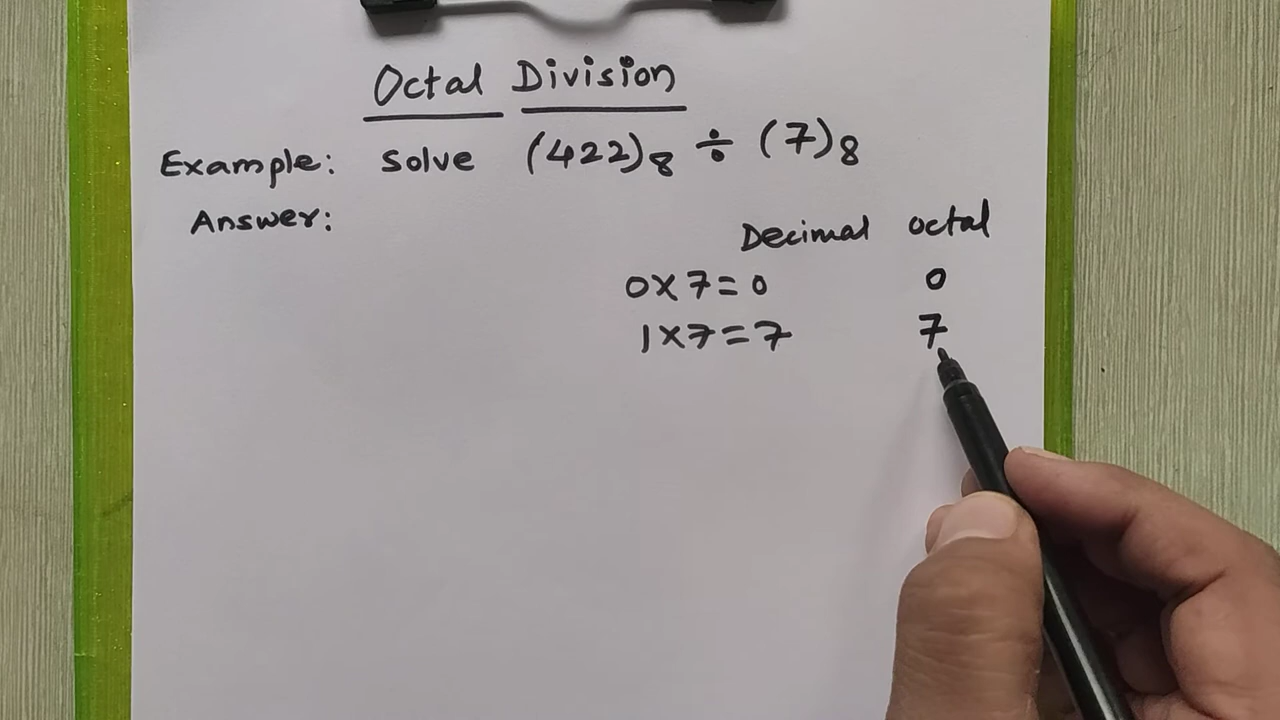 Octal Division
Example: Solve (422)₈ ÷ (7)₈
Answer:
Decimal octal
0×7=0 0
1×7=7 7